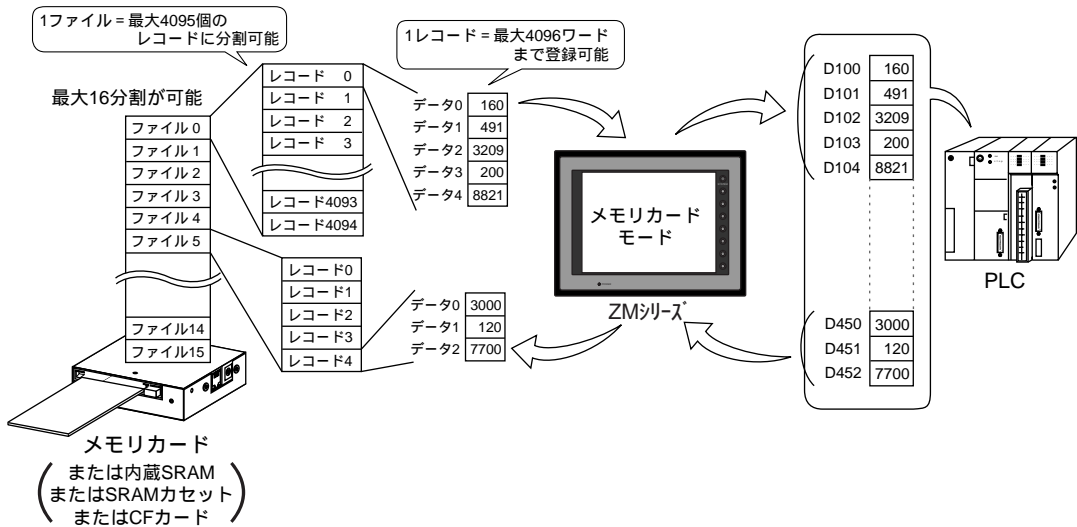 1ファイル = 最大4095個の
レコードに分割可能
1レコード = 最大4096ワード
まで登録可能
最大16分割が可能
ファイル 0
ファイル 1
ファイル 2
ファイル 3
ファイル 4
ファイル 5
ファイル14
ファイル15
レコード 0
レコード 1
レコード 2
レコード 3
レコード4093
レコード4094
レコード0
レコード1
レコード2
レコード3
レコード4
データ0 160
データ1 491
データ2 3209
データ3 200
データ4 8821
データ0 3000
データ1 120
データ2 7700
メモリカード
モード
ZMシリーズ
D100 160
D101 491
D102 3209
D103 200
D104 8821
D450 3000
D451 120
D452 7700
PLC
メモリカード
または内蔵SRAM
またはSRAMカセット
またはCFカード